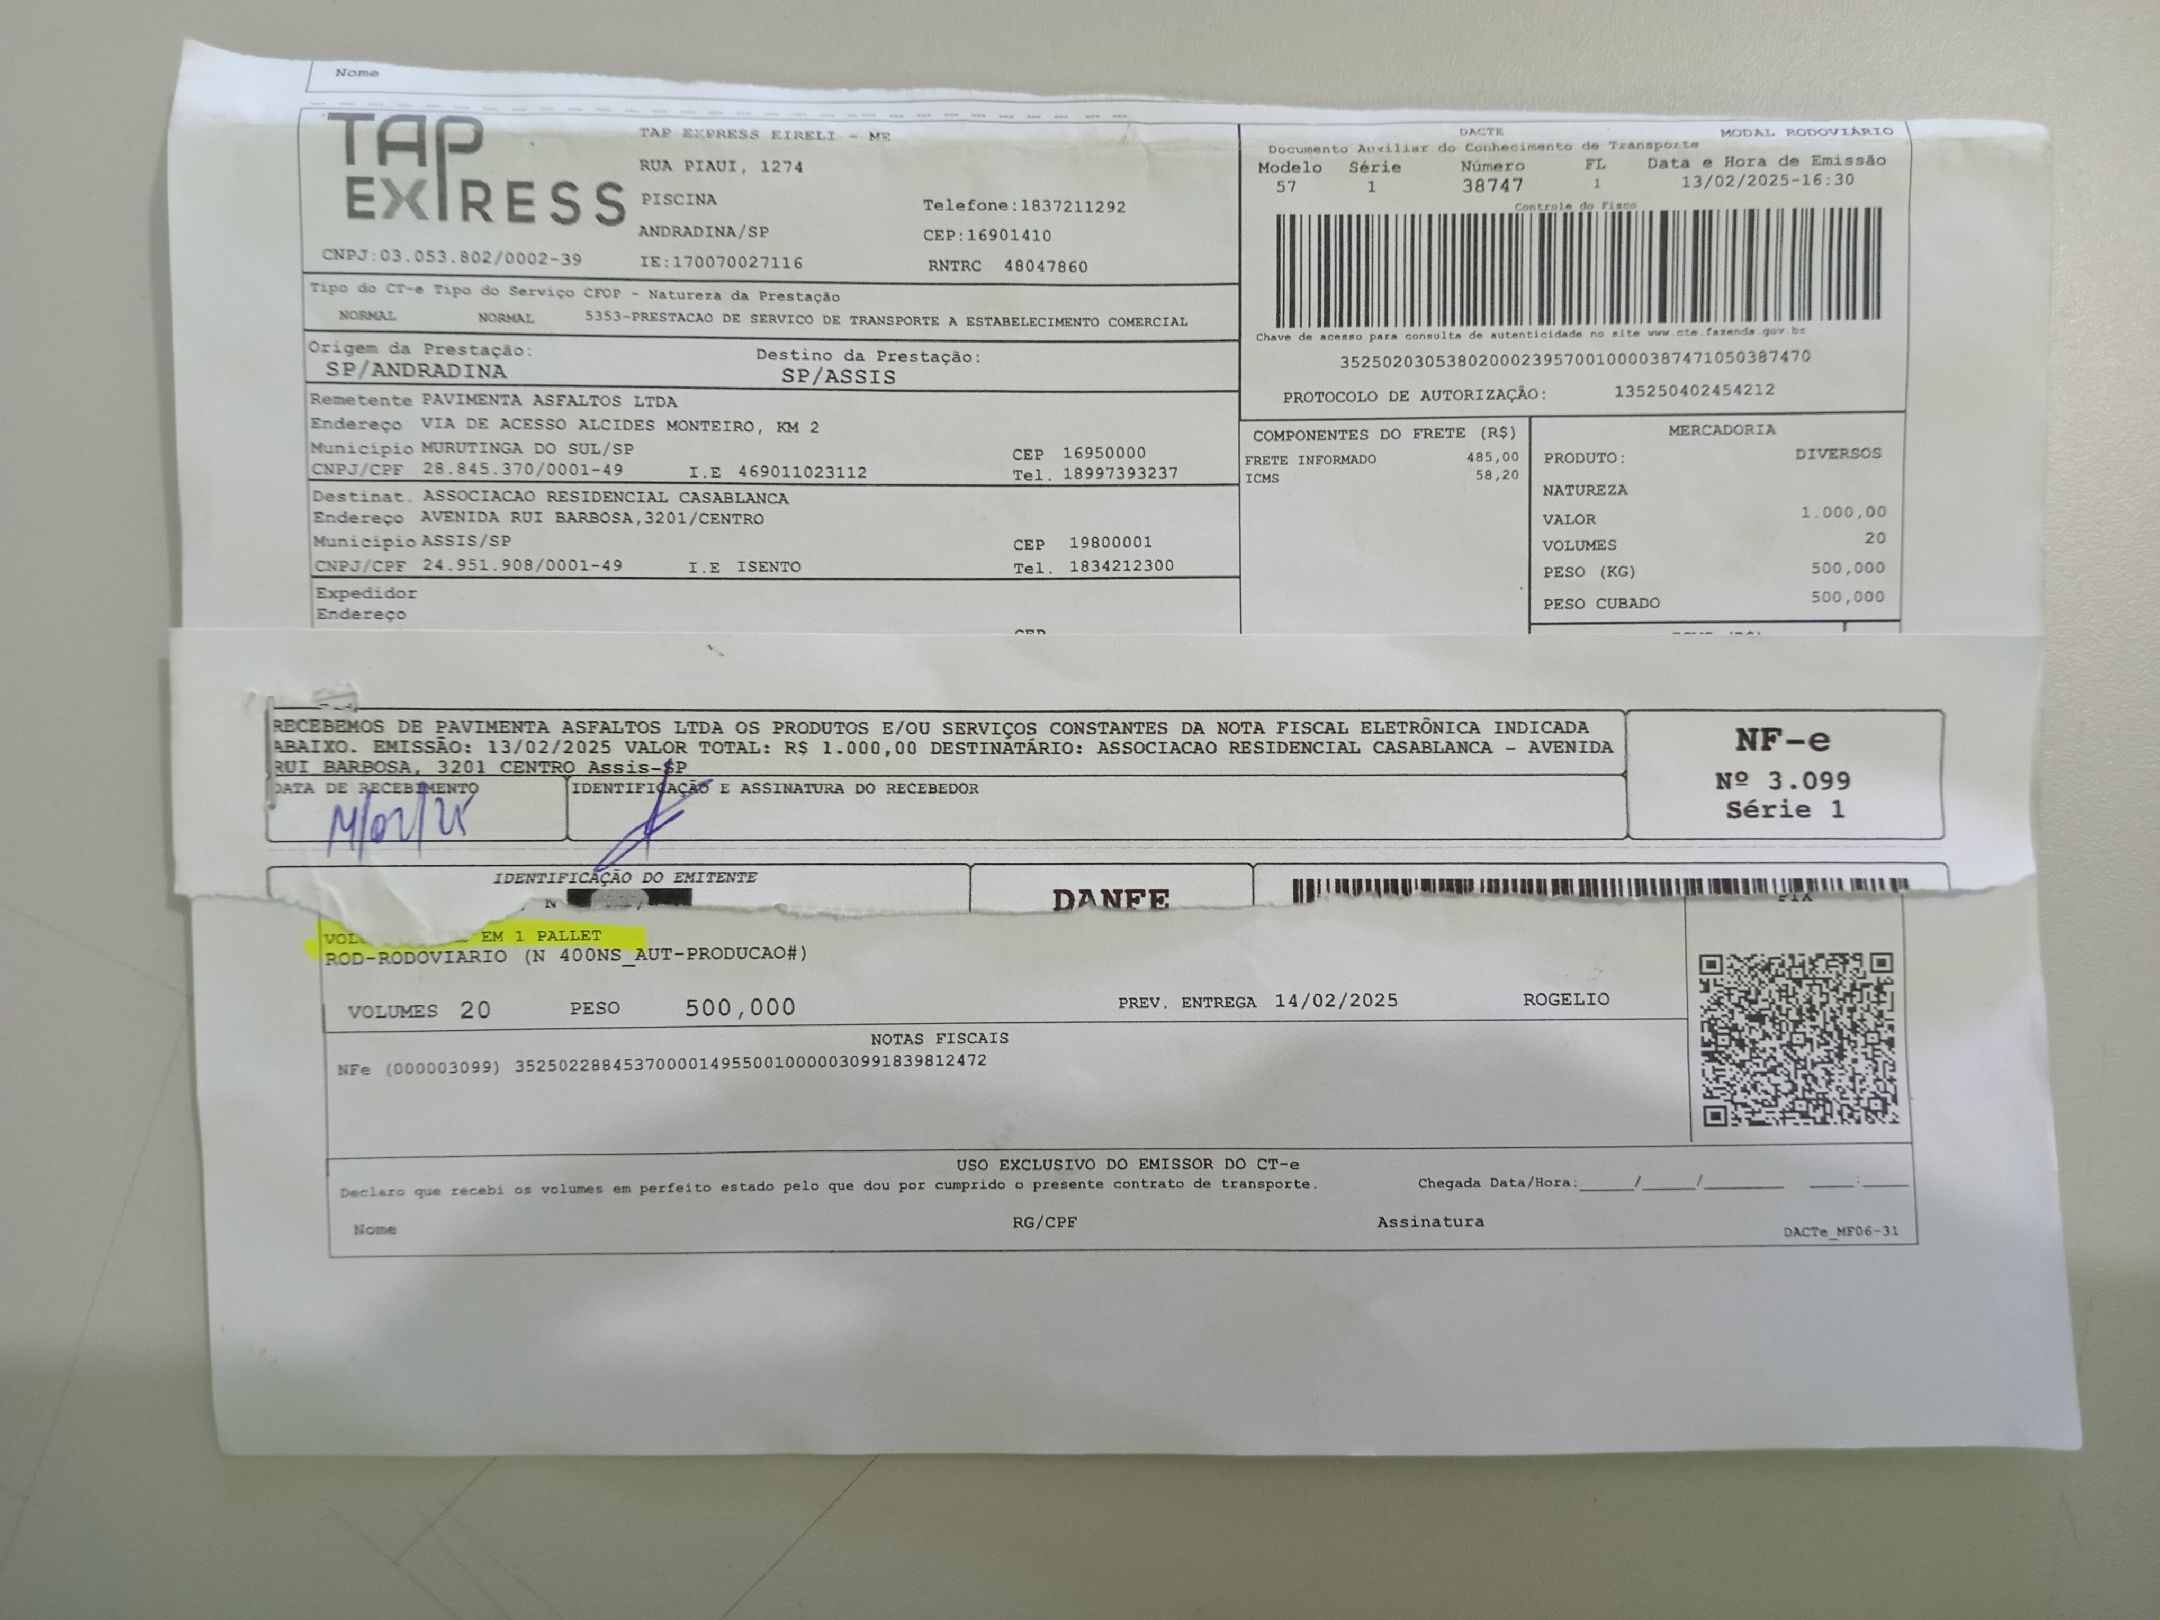 Nome
TAP EXPRESS
TAP EXPRESS EIRELI - ME
RUA PIAUI, 1274
PISCINA Telefone:1837211292
ANDRADINA/SP CEP:16901410
CNPJ:03.053.802/0002-39 IE:170070027116 RNTRC 48047860
DACTE MODAL RODOVIÁRIO
Documento Auxiliar do Conhecimento de Transporte
Modelo Série Número FL Data e Hora de Emissão
57 1 38747 1 13/02/2025-16:30
Controle do Fisco
Chave de acesso para consulta de autenticidade no site www.cte.fazenda.gov.br
35250203053802000239570010000387471050387470
PROTOCOLO DE AUTORIZAÇÃO: 135250402454212
Tipo do CT-e Tipo do Serviço CFOP - Natureza da Prestação
NORMAL NORMAL 5353-PRESTACAO DE SERVICO DE TRANSPORTE A ESTABELECIMENTO COMERCIAL
Origem da Prestação: Destino da Prestação:
SP/ANDRADINA SP/ASSIS
Remetente PAVIMENTA ASFALTOS LTDA
Endereço VIA DE ACESSO ALCIDES MONTEIRO, KM 2
Municipio MURUTINGA DO SUL/SP CEP 16950000
CNPJ/CPF 28.845.370/0001-49 I.E 469011023112 Tel. 18997393237
Destinat. ASSOCIACAO RESIDENCIAL CASABLANCA
Endereço AVENIDA RUI BARBOSA,3201/CENTRO
Municipio ASSIS/SP CEP 19800001
CNPJ/CPF 24.951.908/0001-49 I.E ISENTO Tel. 1834212300
Expedidor
Endereço
COMPONENTES DO FRETE (R$)
FRETE INFORMADO 485,00
ICMS 58,20
MERCADORIA
PRODUTO: DIVERSOS
NATUREZA
VALOR 1.000,00
VOLUMES 20
PESO (KG) 500,000
PESO CUBADO 500,000
RECEBEMOS DE PAVIMENTA ASFALTOS LTDA OS PRODUTOS E/OU SERVIÇOS CONSTANTES DA NOTA FISCAL ELETRÔNICA INDICADA
ABAIXO. EMISSÃO: 13/02/2025 VALOR TOTAL: R$ 1.000,00 DESTINATÁRIO: ASSOCIACAO RESIDENCIAL CASABLANCA - AVENIDA
RUI BARBOSA, 3201 CENTRO Assis-SP
DATA DE RECEBIMENTO IDENTIFICAÇÃO E ASSINATURA DO RECEBEDOR
14/02/25
NF-e
Nº 3.099
Série 1
IDENTIFICAÇÃO DO EMITENTE
DANFE
EM 1 PALLET
ROD-RODOVIARIO (N 400NS_AUT-PRODUCAO#)
VOLUMES 20 PESO 500,000 PREV. ENTREGA 14/02/2025 ROGELIO
PIX
NOTAS FISCAIS
NFe (000003099) 35250228845370000149550010000030991839812472
USO EXCLUSIVO DO EMISSOR DO CT-e
Declaro que recebi os volumes em perfeito estado pelo que dou por cumprido o presente contrato de transporte. Chegada Data/Hora:_____/_____/________ ____:_____
Nome RG/CPF Assinatura
DACTe_MF06-31